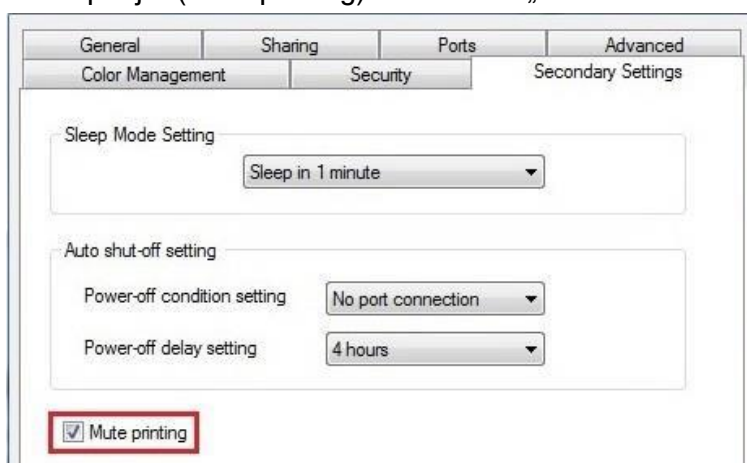 General Sharing Ports Advanced
Color Management Security Secondary Settings
Sleep Mode Setting
Sleep in 1 minute
Auto shut-off setting
Power-off condition setting No port connection
Power-off delay setting 4 hours
Mute printing